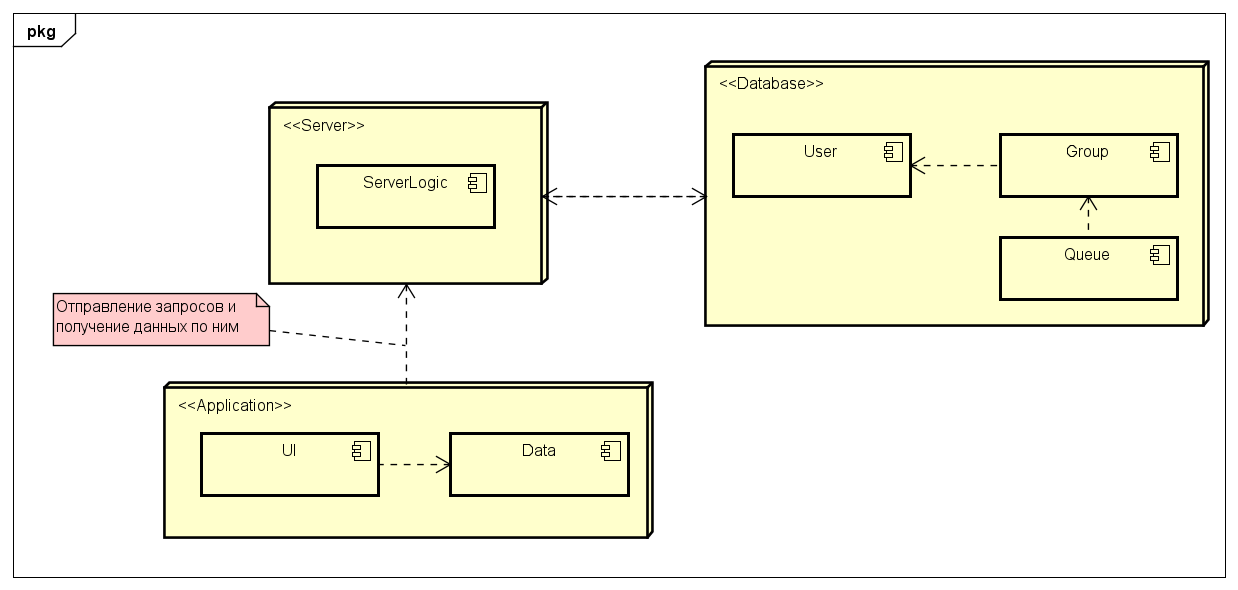 pkg
<<Database>>
User
Group
Queue
<<Server>>
ServerLogic
Отправление запросов и
получение данных по ним
<<Application>>
UI
Data